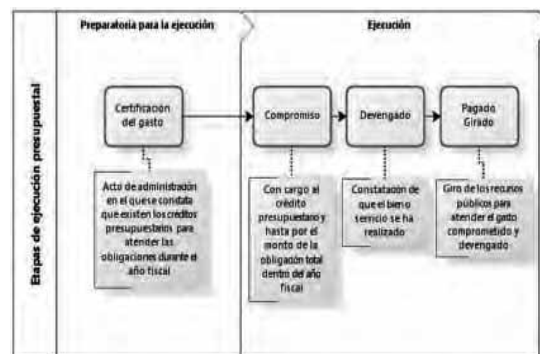 Etapas de ejecución presupuestal
Preparatoria para la ejecución
Ejecución
Certificación
del gasto
Compromiso
Devengado
Pagado
Girado
Acto de administración
en el que se constata
que existen los créditos
presupuestarios para
atender las
obligaciones durante el
año fiscal
Con cargo al
crédito
presupuestario y
hasta por el
monto de la
obligación total
dentro del año
fiscal
Constatación de
que el bien o
servicio se ha
realizado
Giro de los recursos
públicos para
atender el gasto
comprometido y
devengado